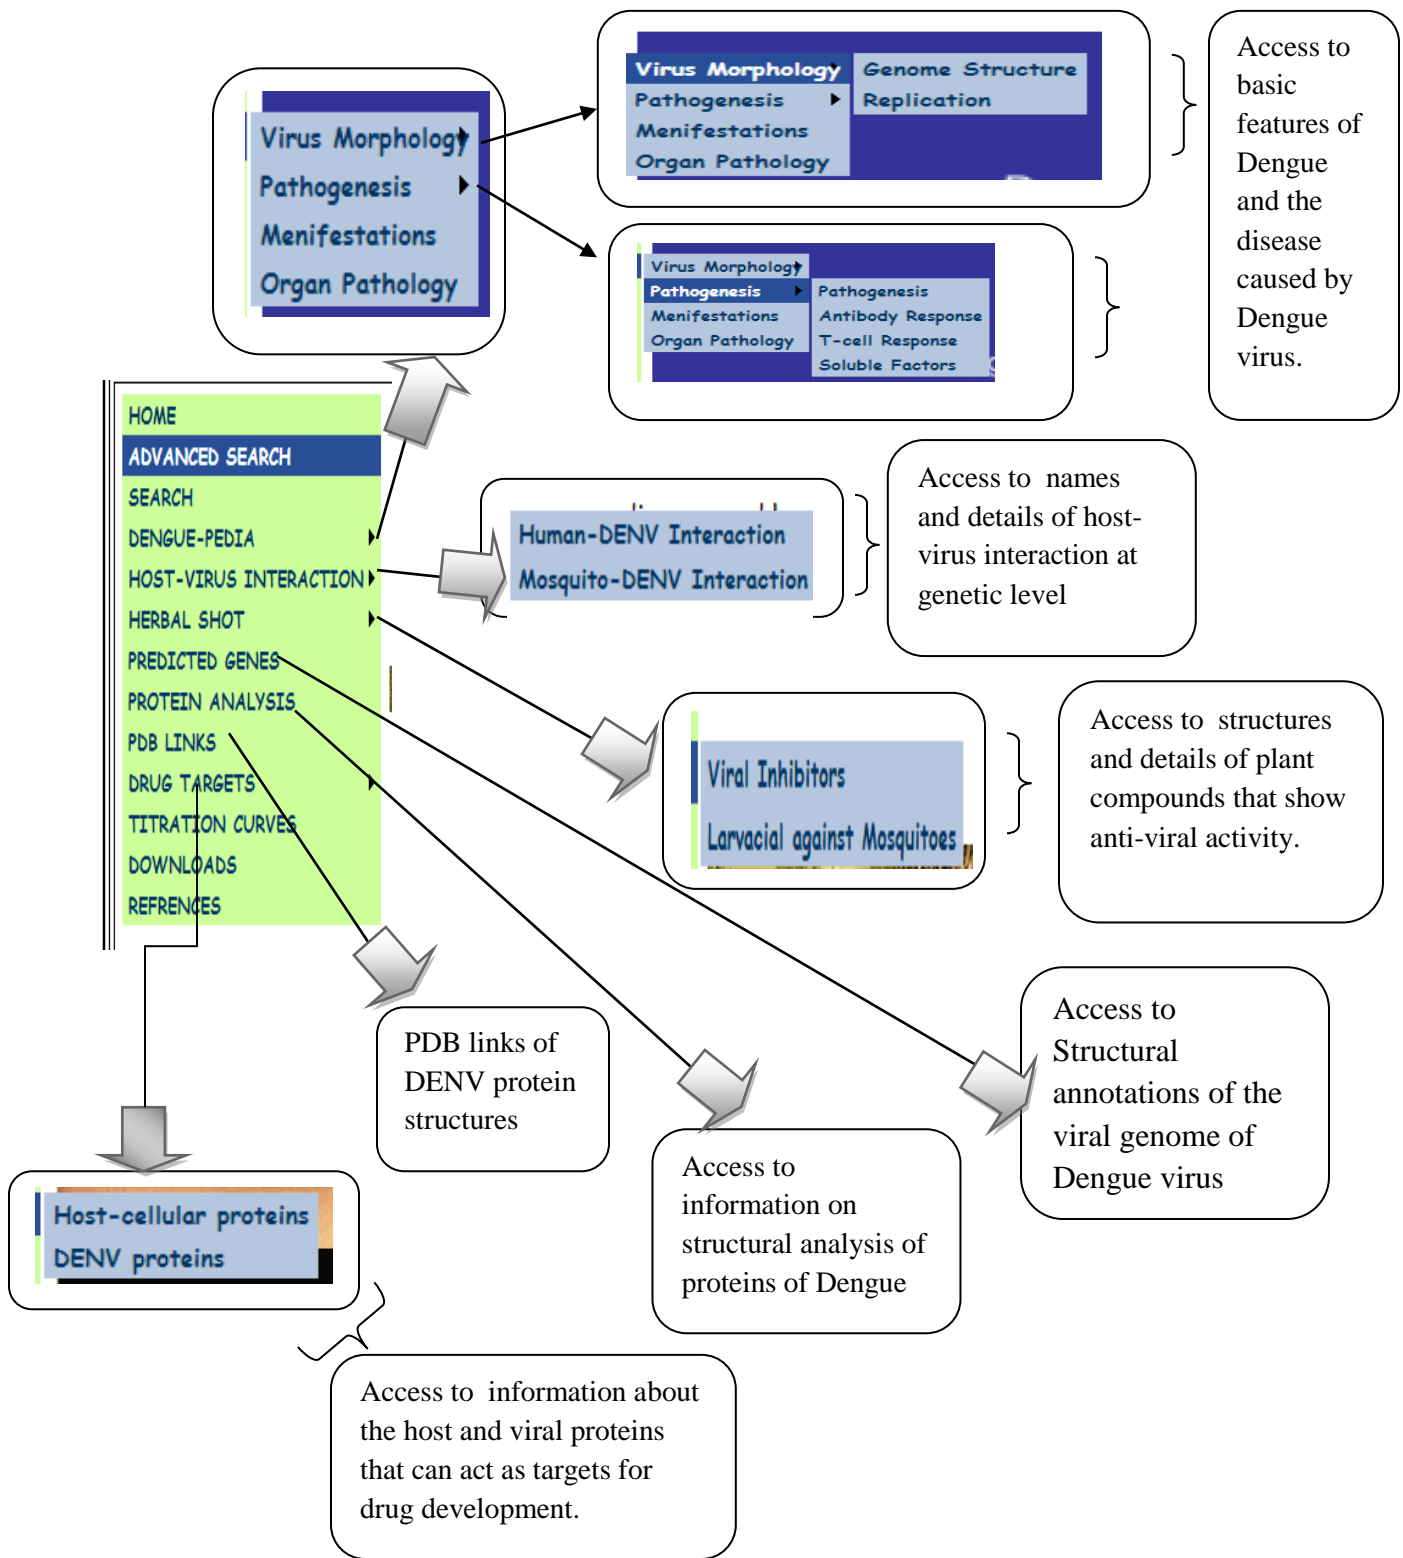 Virus Morphology
Pathogenesis
Menifestations
Organ Pathology
Virus Morphology
Pathogenesis
Menifestations
Organ Pathology
Genome Structure
Replication
Virus Morphology
Pathogenesis
Menifestations
Organ Pathology
Pathogenesis
Antibody Response
T-cell Response
Soluble Factors
Access to
basic
features of
Dengue
and the
disease
caused by
Dengue
virus.
HOME
ADVANCED SEARCH
SEARCH
DENGUE-PEDIA
HOST-VIRUS INTERACTION
HERBAL SHOT
PREDICTED GENES
PROTEIN ANALYSIS
PDB LINKS
DRUG TARGETS
TITRATION CURVES
DOWNLOADS
REFRENCES
Human-DENV Interaction
Mosquito-DENV Interaction
Access to names
and details of host-
virus interaction at
genetic level
Viral Inhibitors
Larvacial against Mosquitoes
Access to structures
and details of plant
compounds that show
anti-viral activity.
PDB links of
DENV protein
structures
Access to
information on
structural analysis of
proteins of Dengue
Access to
Structural
annotations of the
viral genome of
Dengue virus
Host-cellular proteins
DENV proteins
Access to information about
the host and viral proteins
that can act as targets for
drug development.